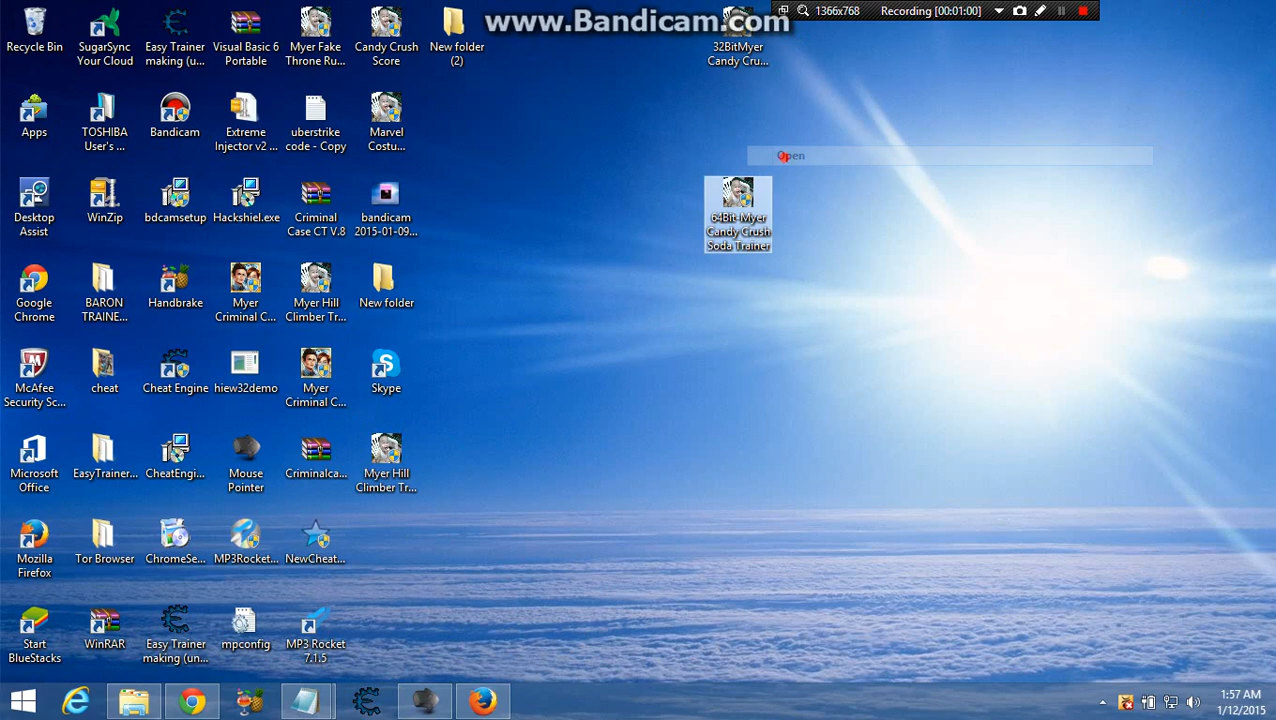 www.Bandicam.com
1366x768
Recording [00:01:00]
Recycle Bin
SugarSync
Your Cloud
Easy Trainer
making (u...
Visual Basic 6
Portable
Myer Fake
Throne Ru...
Candy Crush
Score
New folder
(2)
32BitMyer
Candy Cru...
Apps
TOSHIBA
User's ...
Bandicam
Extreme
Injector v2 ...
uberstrike
code - Copy
Marvel
Costu...
Open
Desktop
Assist
WinZip
bdcamsetup
Hackshiel.exe
Criminal
Case CT V.8
bandicam
2015-01-09...
64Bit-Myer
Candy Crush
Soda Trainer
Google
Chrome
BARON
TRAINE...
Handbrake
Myer
Criminal C...
Myer Hill
Climber Tr...
New folder
McAfee
Security Sc...
cheat
Cheat Engine
hiew32demo
Myer
Criminal C...
Skype
Microsoft
Office
EasyTrainer...
CheatEngi...
Mouse
Pointer
Criminalca...
Myer Hill
Climber Tr...
Mozilla
Firefox
Tor Browser
ChromeSe...
MP3Rocket...
NewCheat...
Start
BlueStacks
WinRAR
Easy Trainer
making (un...
mpconfig
MP3 Rocket
7.1.5
1:57 AM
1/12/2015